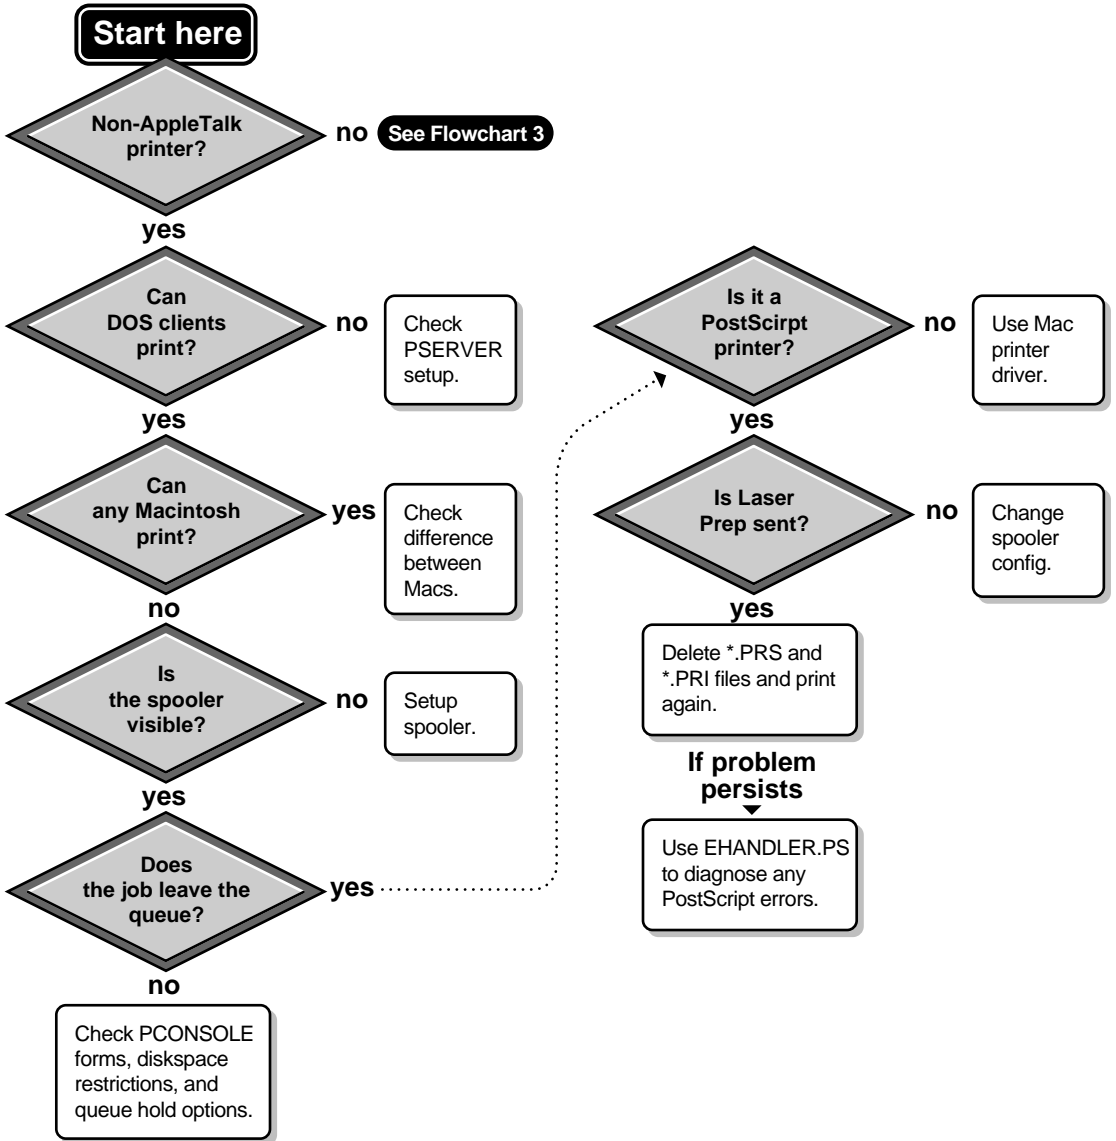 Start here
Non-AppleTalk
printer?
no
See Flowchart 3
yes
Can
DOS clients
print?
no
Check
PSERVER
setup.
yes
Can
any Macintosh
print?
yes
Check
difference
between
Macs.
no
Is
the spooler
visible?
no
Setup
spooler.
yes
Does
the job leave the
queue?
yes
no
Check PCONSOLE
forms, diskspace
restrictions, and
queue hold options.
Is it a
PostScirpt
printer?
no
Use Mac
printer
driver.
yes
Is Laser
Prep sent?
no
Change
spooler
config.
yes
Delete *.PRS and
*.PRI files and print
again.
If problem
persists
Use EHANDLER.PS
to diagnose any
PostScript errors.